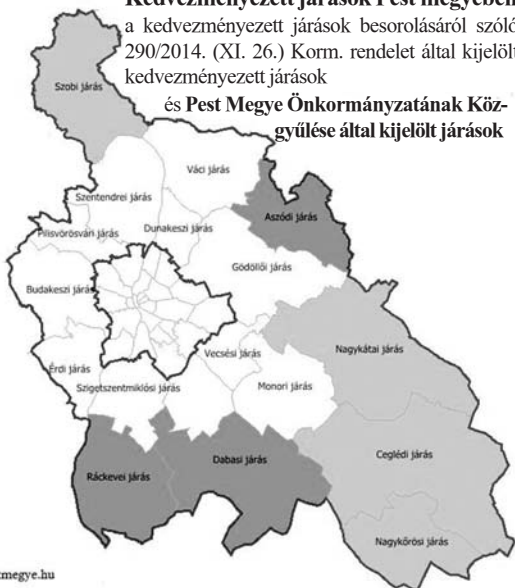 Kedvezményezett járások Pest megyében
a kedvezményezett járások besorolásáról szóló
290/2014. (XI. 26.) Korm. rendelet által kijelölt
kedvezményezett járások
és Pest Megye Önkormányzatának Köz-
gyűlése által kijelölt járások
Szobi járás
Váci járás
Szentendrei járás
Aszódi járás
Pilisvörösvári járás
Dunakeszi járás
Gödöllői járás
Budakeszi járás
Nagykátai járás
Vecsési járás
Érdi járás
Szigetszentmiklósi járás
Monori járás
Ráckevei járás
Dabasi járás
Ceglédi járás
Nagykőrösi járás
megye.hu